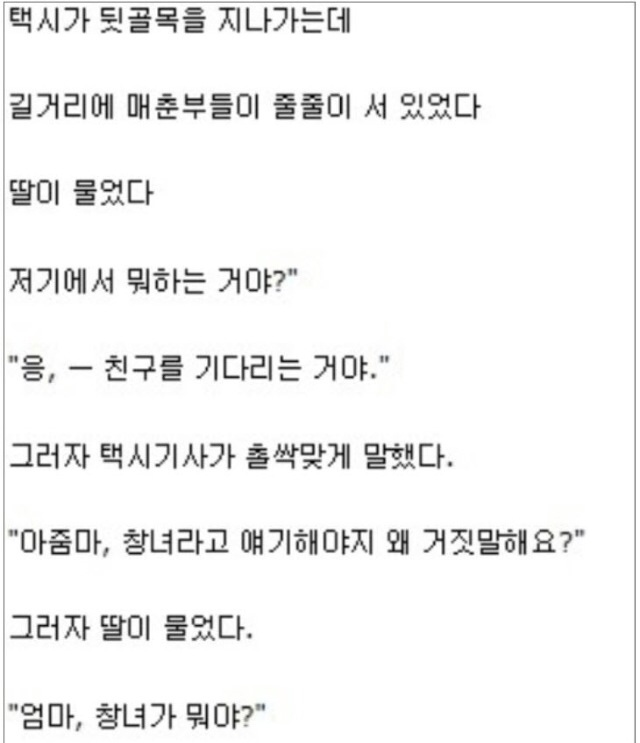 택시가 뒷골목을 지나가는데
길거리에 매춘부들이 줄줄이 서 있었다
딸이 물었다
저기에서 뭐하는 거야?"
"응, ㅡ 친구를 기다리는 거야."
그러자 택시기사가 촐싹맞게 말했다.
"아줌마, 창녀라고 얘기해야지 왜 거짓말해요?"
그러자 딸이 물었다.
"엄마, 창녀가 뭐야?"